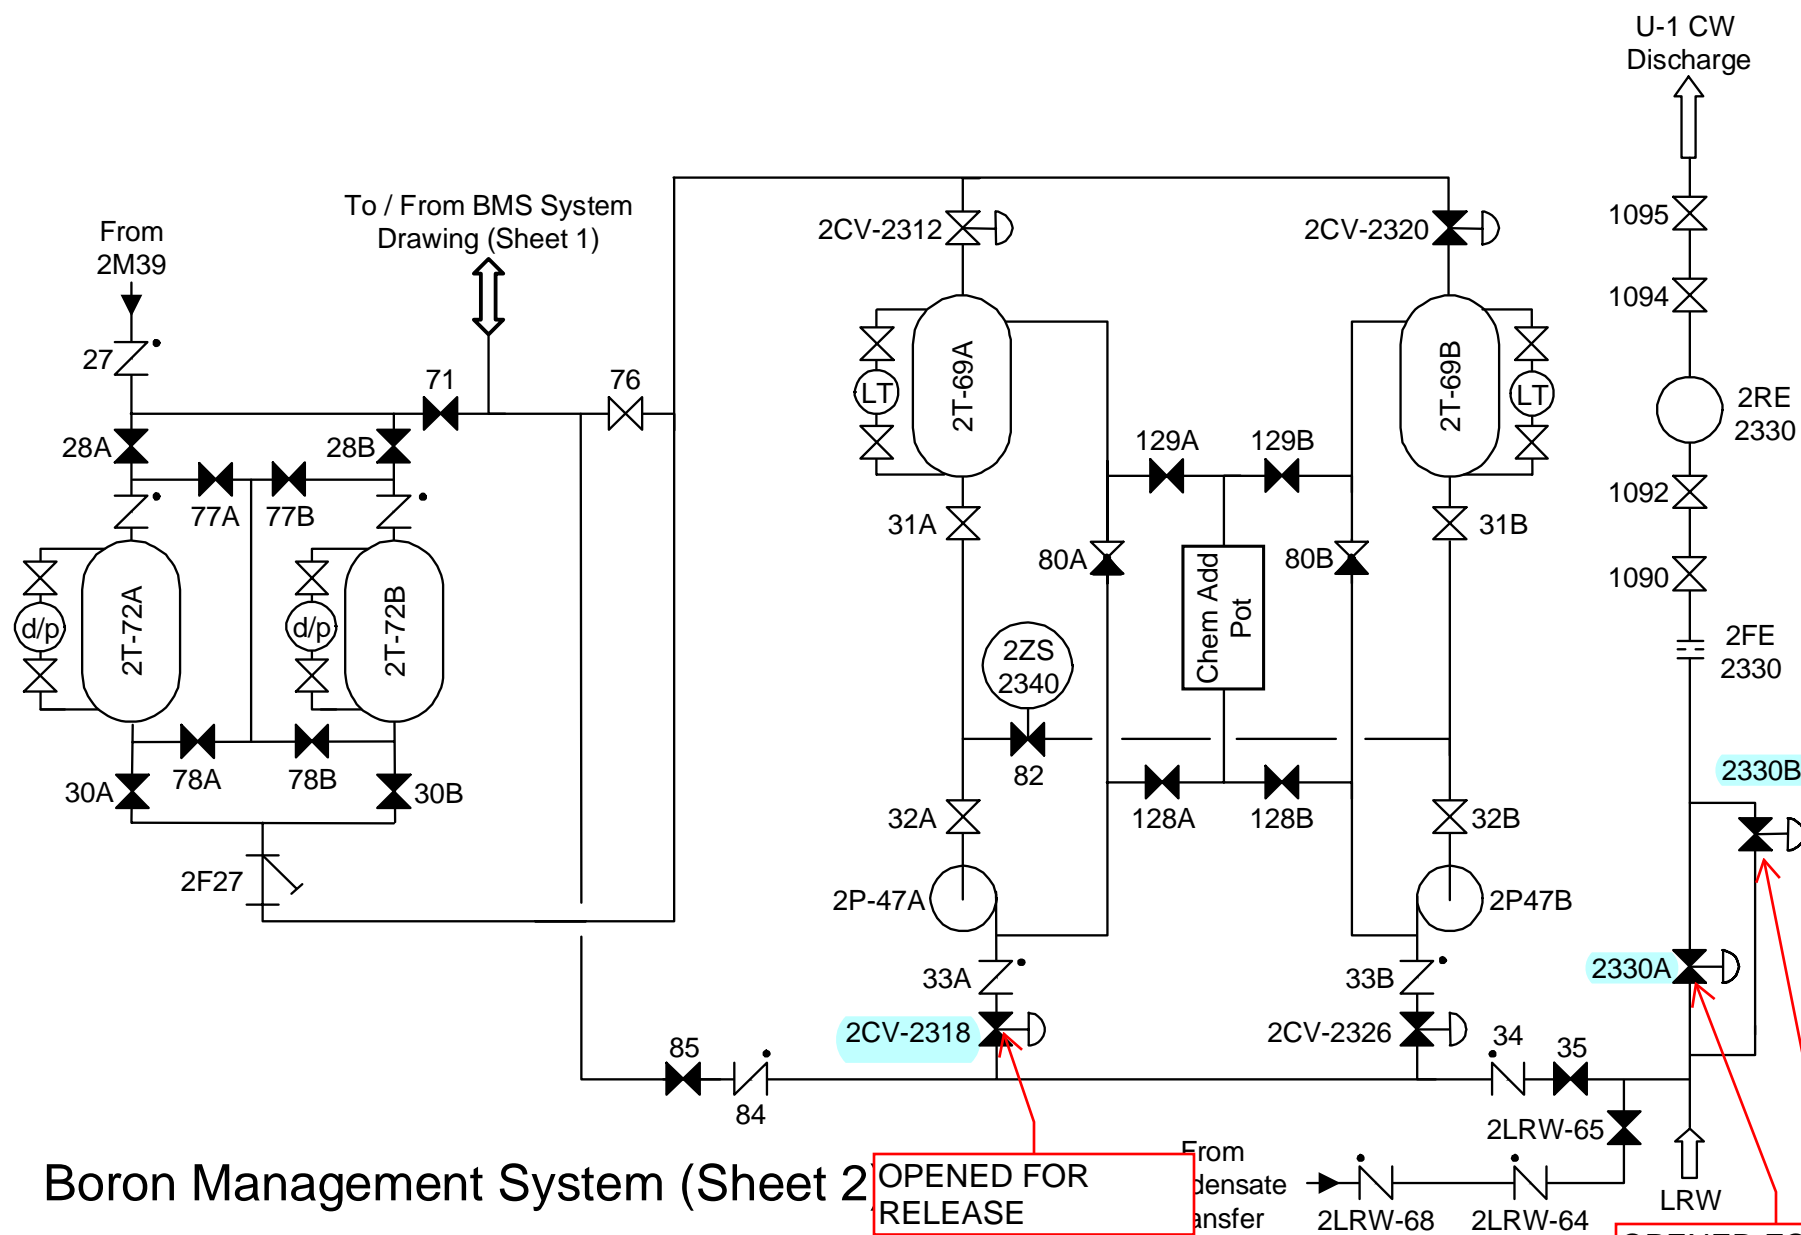 U-1 CW
Discharge
To / From BMS System
Drawing (Sheet 1)
From
2M39
2CV-2312
2CV-2320
1095
1094
27
71
76
2T-69A
2T-69B
LT
LT
2RE
2330
28A
28B
129A
129B
77A
77B
31A
31B
1092
80A
80B
1090
d/p
2T-72A
d/p
2T-72B
Chem Add
Pot
2ZS
2340
2FE
2330
78A
78B
82
2330B
30A
30B
32A
128A
128B
32B
2F27
2P-47A
2P47B
33A
33B
2330A
2CV-2318
2CV-2326
34
35
85
84
2LRW-65
Boron Management System (Sheet 2
OPENED FOR
RELEASE
From
densate
ansfer
2LRW-68
2LRW-64
LRW